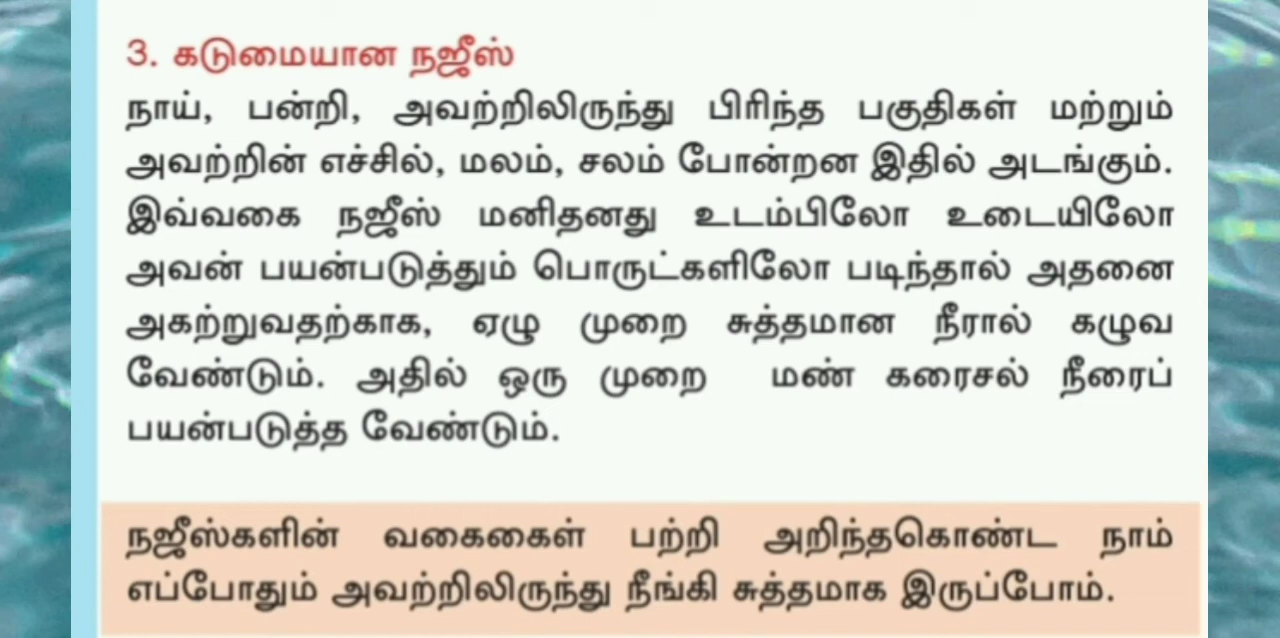 3. கடுமையான நஜீஸ்
நாய், பன்றி, அவற்றிலிருந்து பிரிந்த பகுதிகள் மற்றும்
அவற்றின் எச்சில், மலம், சலம் போன்றன இதில் அடங்கும்.
இவ்வகை நஜீஸ் மனிதனது உடம்பிலோ உடையிலோ
அவன் பயன்படுத்தும் பொருட்களிலோ படிந்தால் அதனை
அகற்றுவதற்காக, ஏழு முறை சுத்தமான நீரால் கழுவ
வேண்டும். அதில் ஒரு முறை மண் கரைசல் நீரைப்
பயன்படுத்த வேண்டும்.
நஜீஸ்களின் வகைகைள் பற்றி அறிந்தகொண்ட நாம்
எப்போதும் அவற்றிலிருந்து நீங்கி சுத்தமாக இருப்போம்.